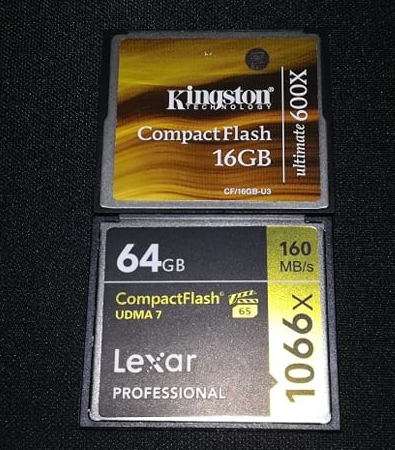 Kingston
TECHNOLOGY
CompactFlash
16GB
ultimate 600X
CF/16GB-U3
64GB
160
MB/s
CompactFlash®
UDMA 7
65
1066x
Lexar
PROFESSIONAL